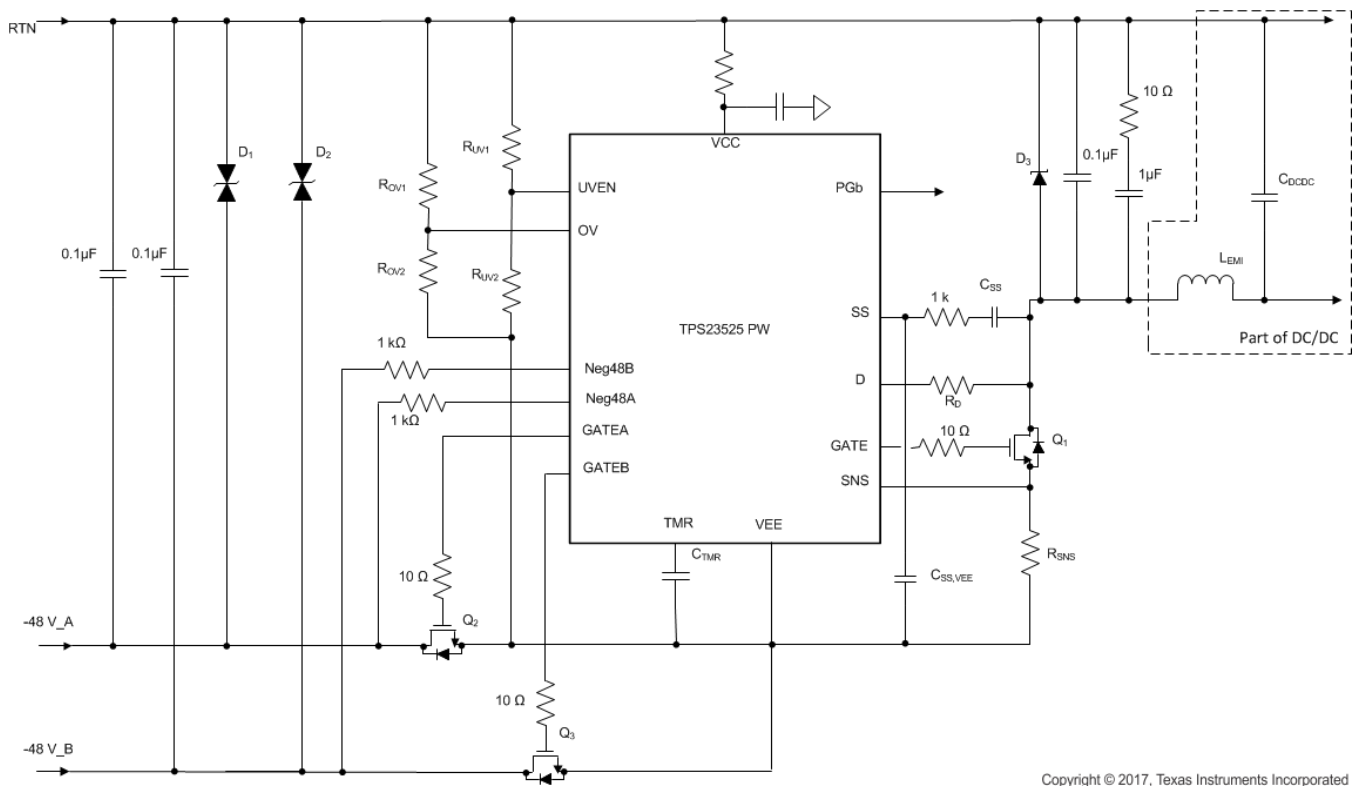 RTN
D1
D2
0.1µF
0.1µF
ROV1
ROV2
RUV1
RUV2
1 kΩ
1 kΩ
UVEN
OV
Neg48B
Neg48A
GATEA
GATEB
VCC
TPS23525 PW
TMR
VEE
PGb
SS
D
GATE
SNS
CTMR
10 Ω
Q2
10 Ω
Q3
-48 V_A
-48 V_B
1 k
CSS
RD
10 Ω
Q1
RSNS
CSS,VEE
D3
0.1µF
10 Ω
1µF
CDCDC
LEMI
Part of DC/DC
Copyright © 2017, Texas Instruments Incorporated